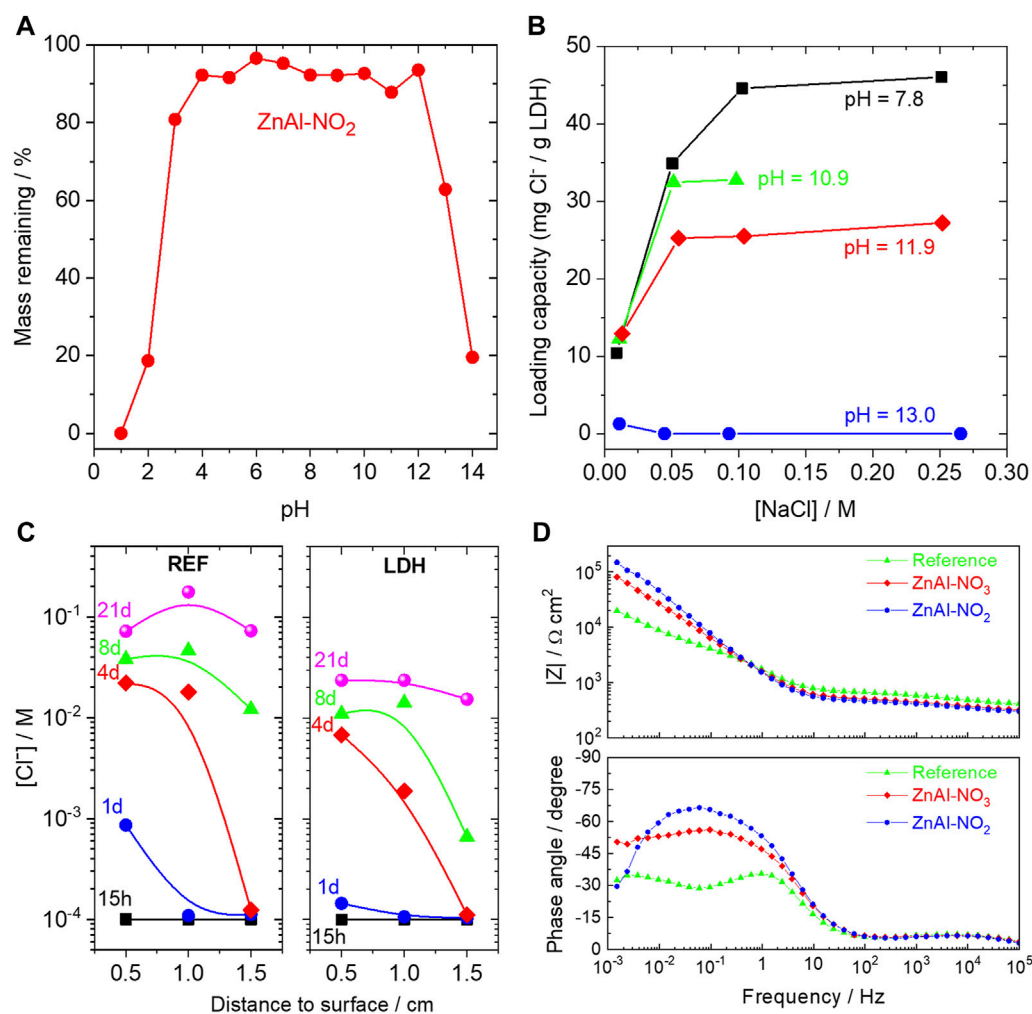 A
Mass remaining / %
100
80
60
40
20
0
ZnAl-NO₂
0 2 4 6 8 10 12 14
pH
B
Loading capacity (mg Cl⁻ / g LDH)
50
40
30
20
10
0
pH = 7.8
pH = 10.9
pH = 11.9
pH = 13.0
0.00 0.05 0.10 0.15 0.20 0.25 0.30
[NaCl] / M
C
[Cl⁻] / M
10⁻¹
10⁻²
10⁻³
10⁻⁴
REF
21d
8d
4d
1d
15h
0.5 1.0 1.5
LDH
21d
8d
4d
1d
15h
0.5 1.0 1.5
Distance to surface / cm
D
|Z| / Ω cm²
10⁵
10⁴
10³
10²
Reference
ZnAl-NO₃
ZnAl-NO₂
Phase angle / degree
-90
-75
-60
-45
-30
-15
0
Reference
ZnAl-NO₃
ZnAl-NO₂
10⁻³ 10⁻² 10⁻¹ 1 10¹ 10² 10³ 10⁴ 10⁵
Frequency / Hz